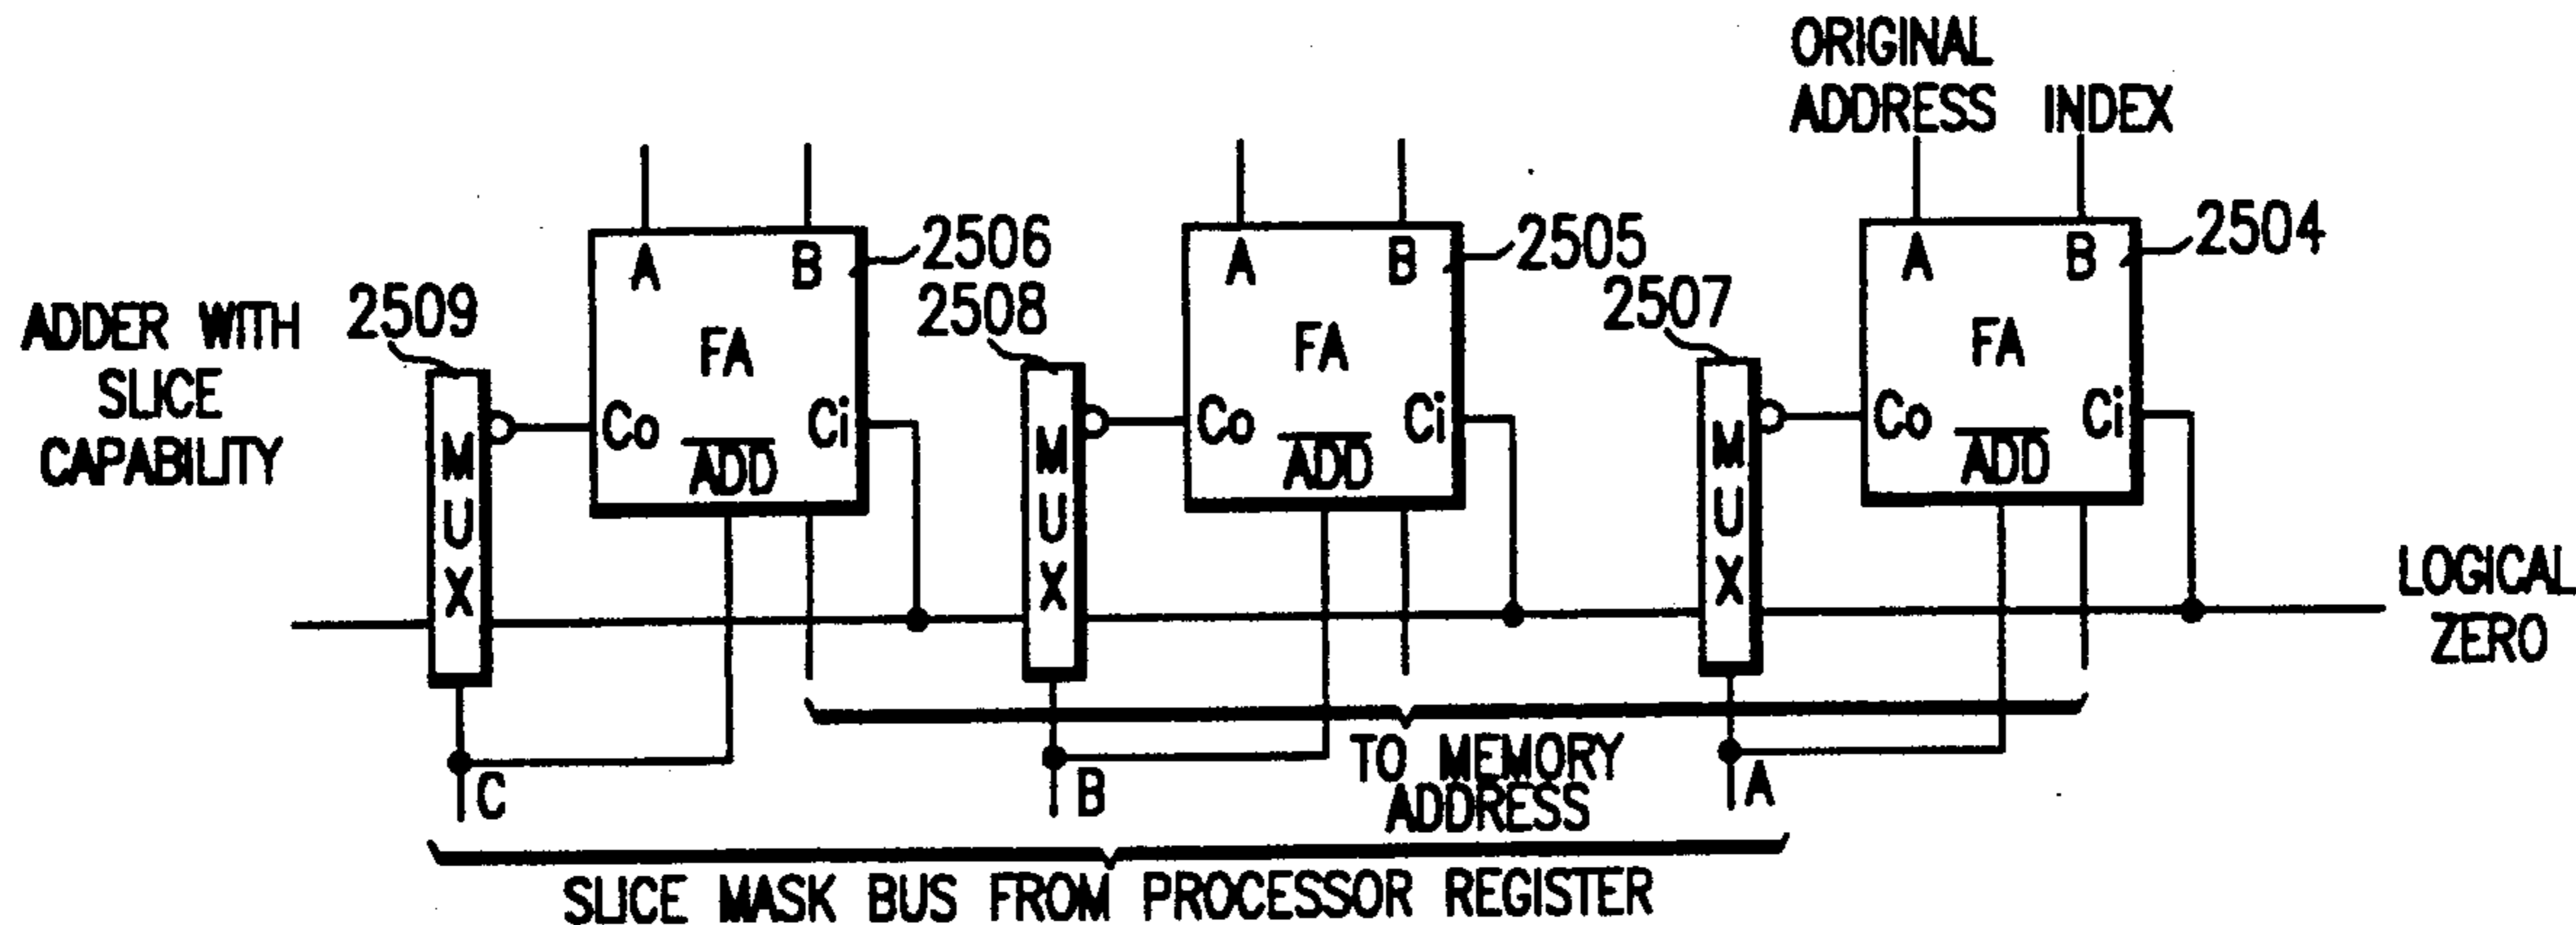 ORIGINAL
ADDRESS INDEX
2506
2505
2504
A B
A B
A B
2509
2508
2507
ADDER WITH
SLICE
CAPABILITY
FA
FA
FA
MUX
MUX
MUX
Co Ci
Co Ci
Co Ci
ADD
ADD
ADD
LOGICAL
ZERO
C
B
A
TO MEMORY
ADDRESS
SLICE MASK BUS FROM PROCESSOR REGISTER